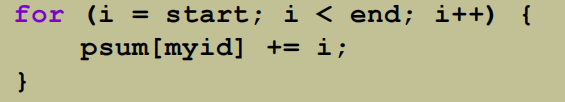 for (i = start; i < end; i++) {
    psum[myid] += i;
}